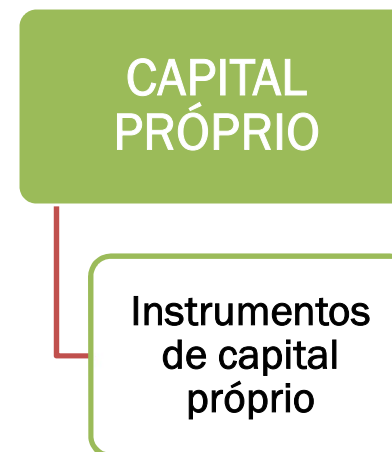 CAPITAL
PRÓPRIO
Instrumentos
de capital
próprio